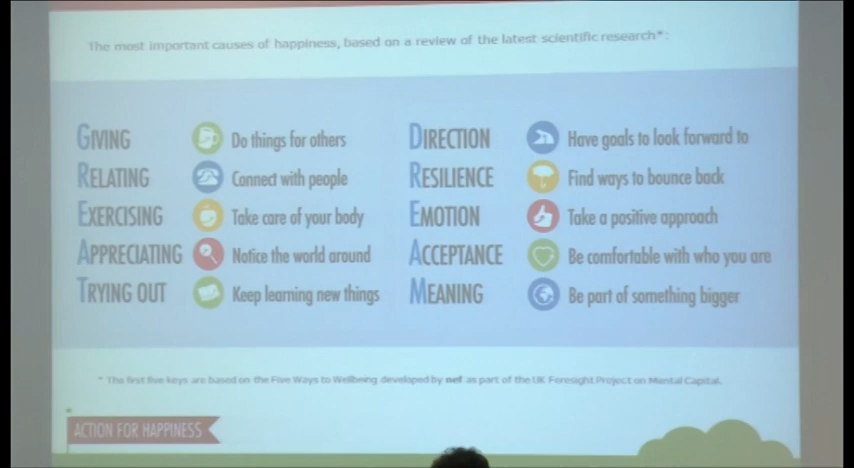 The most important causes of happiness, based on a review of the latest scientific research*:
GIVING Do things for others
RELATING Connect with people
EXERCISING Take care of your body
APPRECIATING Notice the world around
TRYING OUT Keep learning new things
DIRECTION Have goals to look forward to
RESILIENCE Find ways to bounce back
EMOTION Take a positive approach
ACCEPTANCE Be comfortable with who you are
MEANING Be part of something bigger
* The first five keys are based on the Five Ways to Wellbeing developed by nef as part of the UK Foresight Project on Mental Capital.
ACTION FOR HAPPINESS